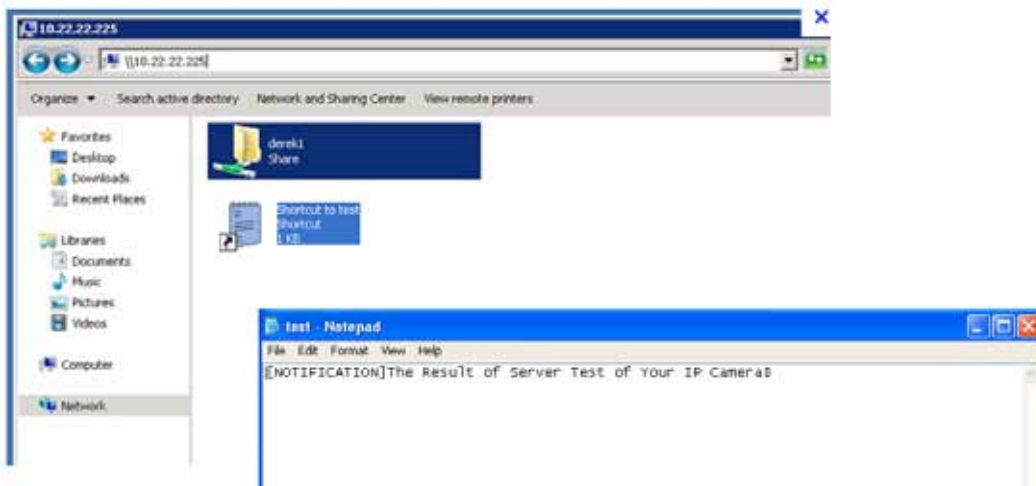 10.22.22.225
\\10.22.22.225
Organize Search active directory Network and Sharing Center View remote printers
Favorites
Desktop
Downloads
Recent Places
Libraries
Documents
Music
Pictures
Videos
Computer
Network
derek1
Share
Shortcut to test
Shortcut
1 KB
test - Notepad
File Edit Format View Help
[NOTIFICATION]The Result of Server Test of Your IP Camera